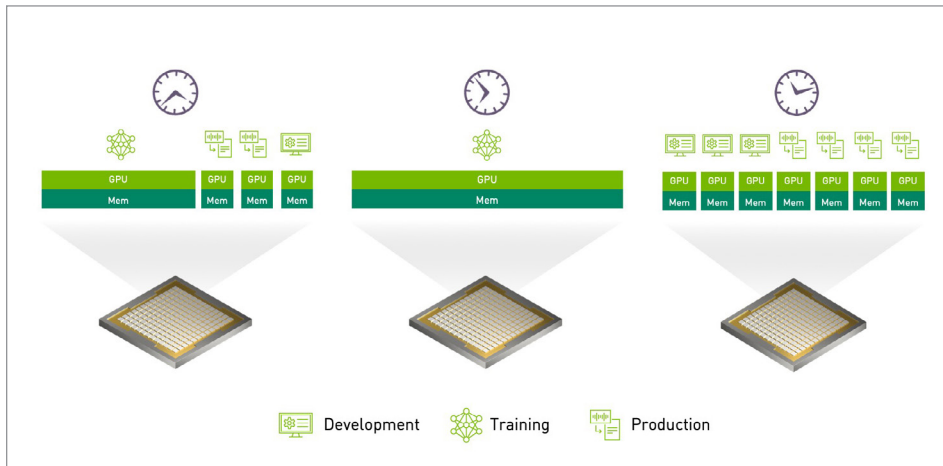 GPU GPU GPU GPU
Mem Mem Mem Mem
GPU
Mem
GPU GPU GPU GPU GPU GPU GPU
Mem Mem Mem Mem Mem Mem Mem
Development Training Production